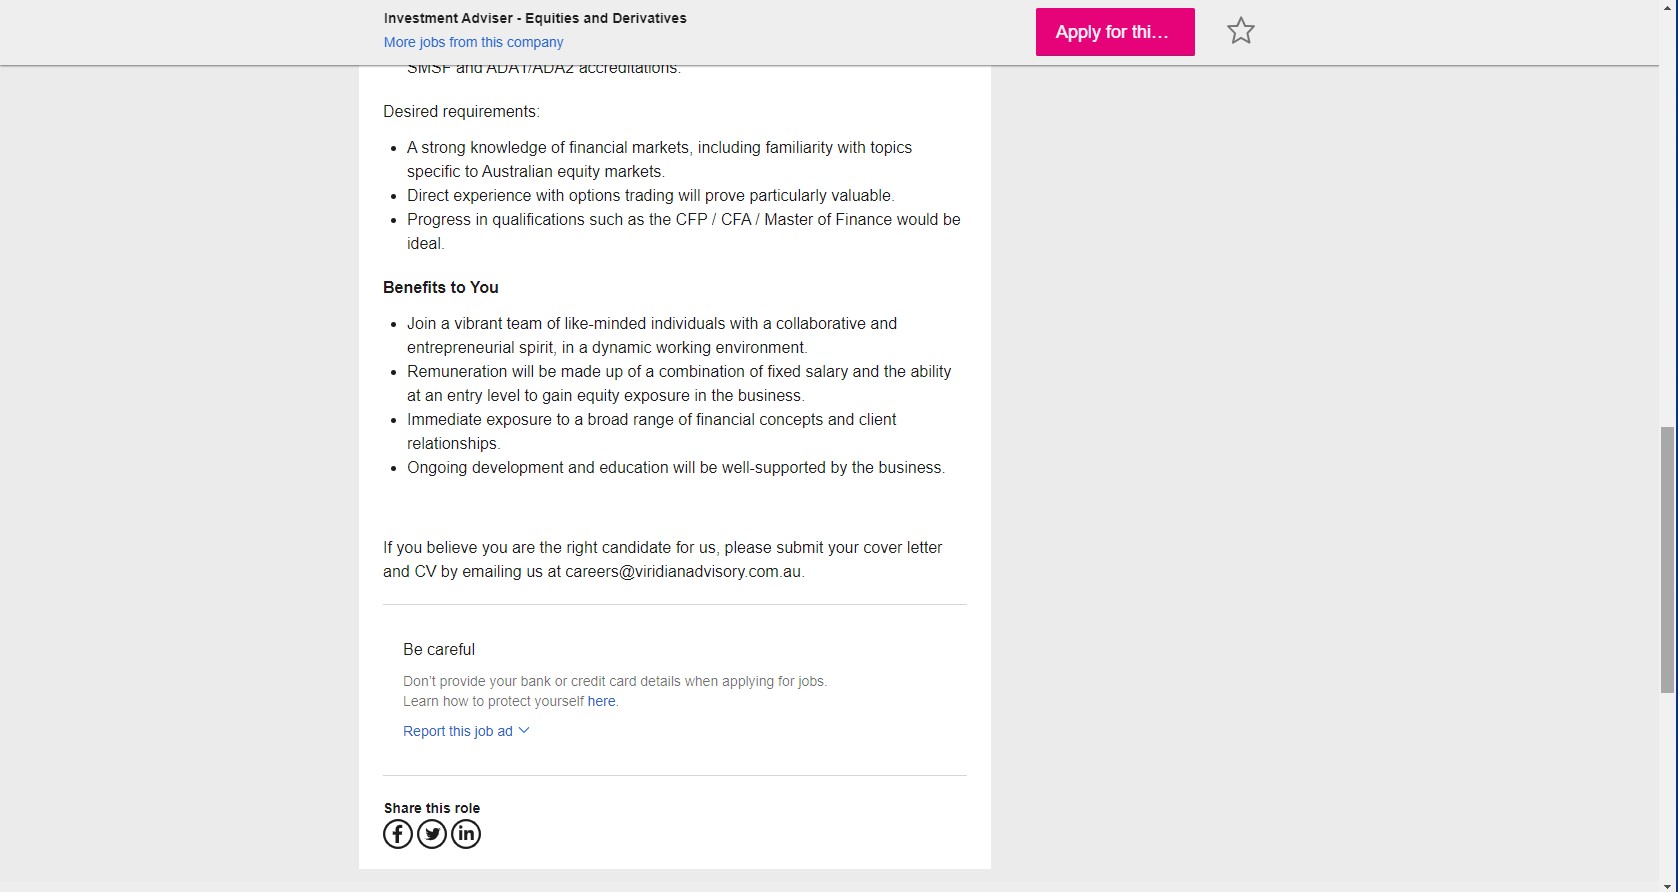 Investment Adviser - Equities and Derivatives
More jobs from this company
Apply for thi...
SMSF and ADA1/ADA2 accreditations.
Desired requirements:
A strong knowledge of financial markets, including familiarity with topics
specific to Australian equity markets.
Direct experience with options trading will prove particularly valuable.
Progress in qualifications such as the CFP / CFA / Master of Finance would be
ideal.
Benefits to You
Join a vibrant team of like-minded individuals with a collaborative and
entrepreneurial spirit, in a dynamic working environment.
Remuneration will be made up of a combination of fixed salary and the ability
at an entry level to gain equity exposure in the business.
Immediate exposure to a broad range of financial concepts and client
relationships.
Ongoing development and education will be well-supported by the business.
If you believe you are the right candidate for us, please submit your cover letter
and CV by emailing us at careers@viridianadvisory.com.au.
Be careful
Don't provide your bank or credit card details when applying for jobs.
Learn how to protect yourself here.
Report this job ad
Share this role